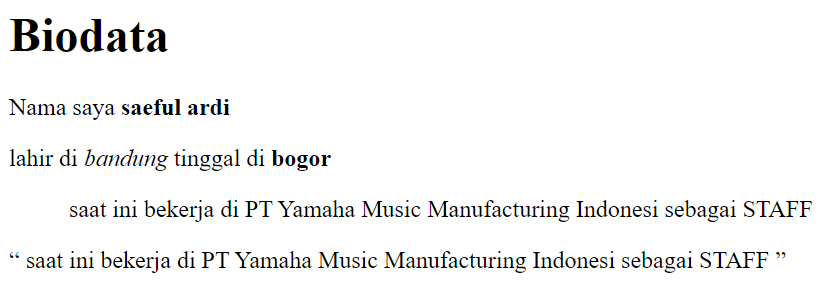 Biodata
Nama saya saeful ardi
lahir di bandung tinggal di bogor
saat ini bekerja di PT Yamaha Music Manufacturing Indonesi sebagai STAFF
“ saat ini bekerja di PT Yamaha Music Manufacturing Indonesi sebagai STAFF ”